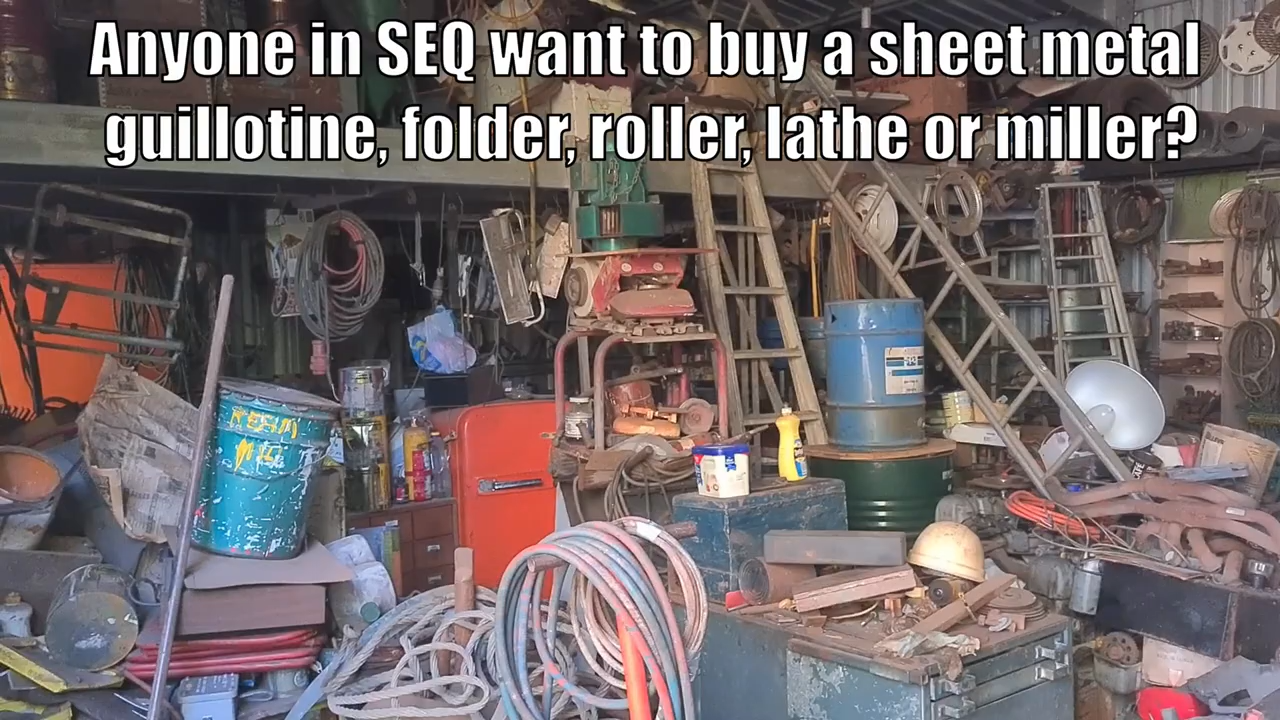 Anyone in SEQ want to buy a sheet metal
guillotine, folder, roller, lathe or miller?